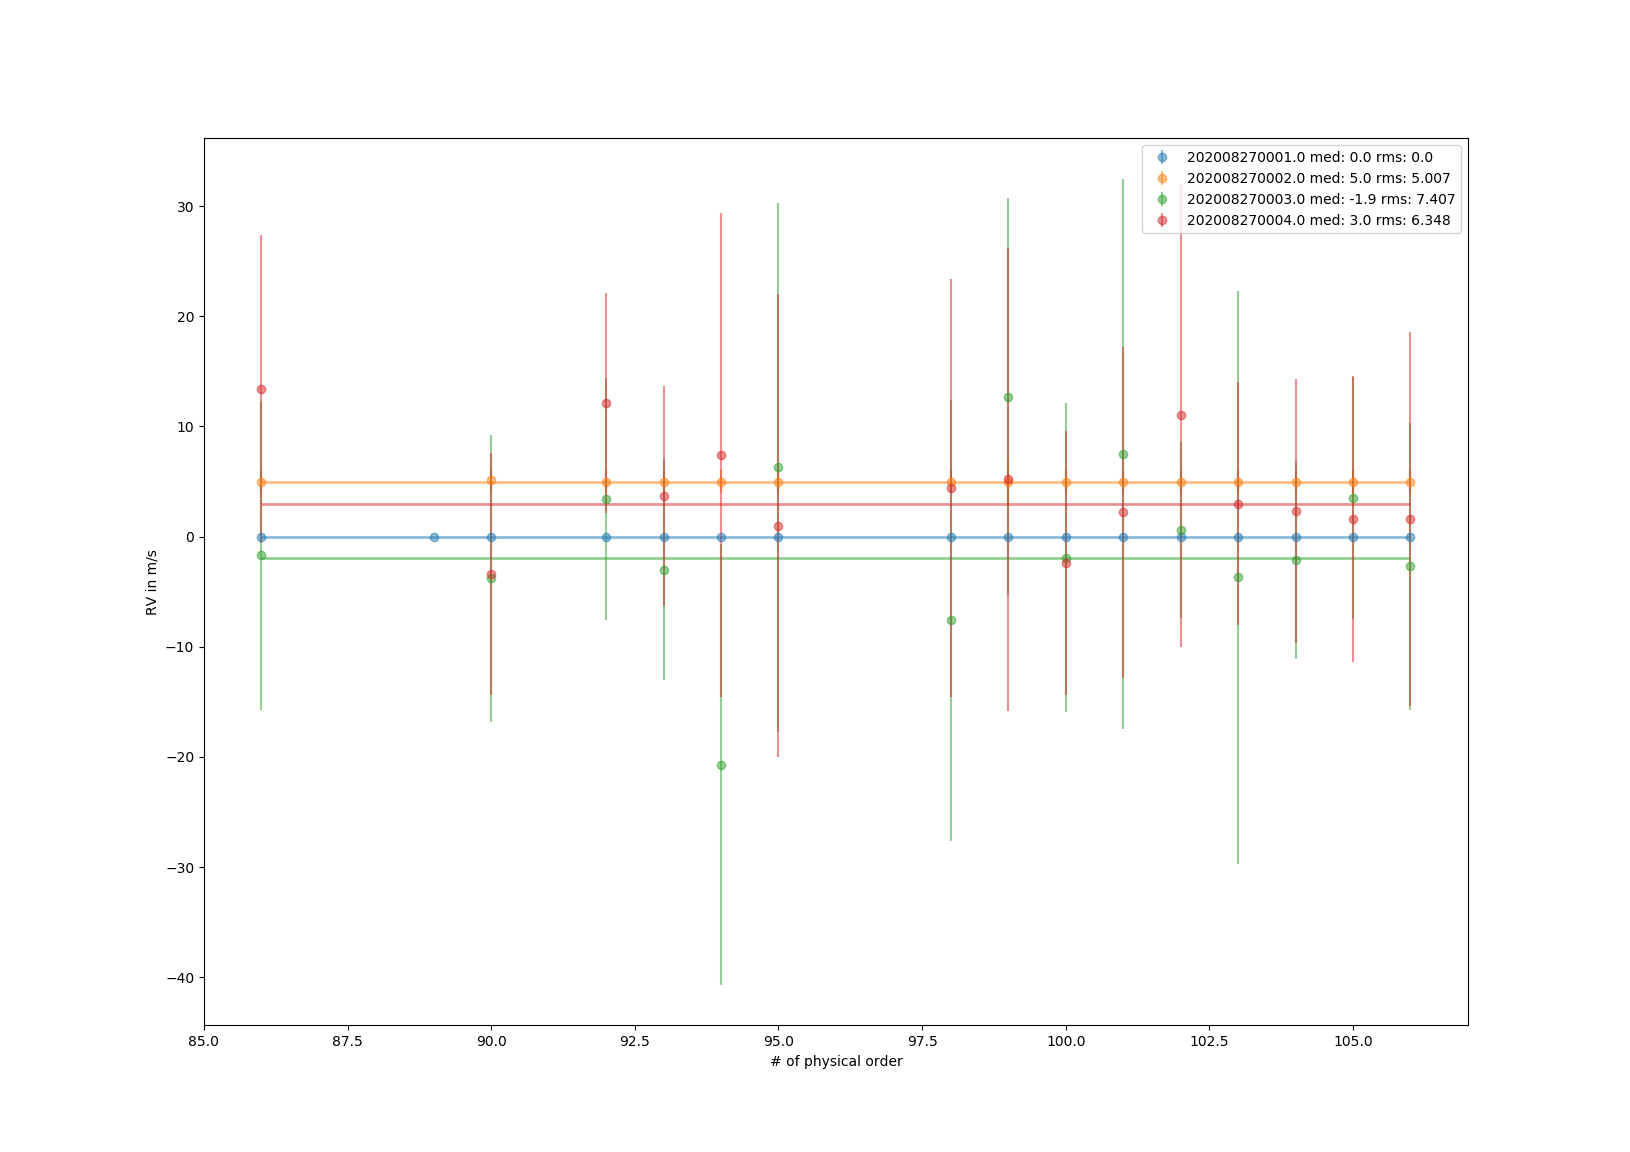 202008270001.0 med: 0.0 rms: 0.0
202008270002.0 med: 5.0 rms: 5.007
202008270003.0 med: -1.9 rms: 7.407
202008270004.0 med: 3.0 rms: 6.348
30
20
10
0
−10
−20
−30
−40
RV in m/s
85.0 87.5 90.0 92.5 95.0 97.5 100.0 102.5 105.0
# of physical order